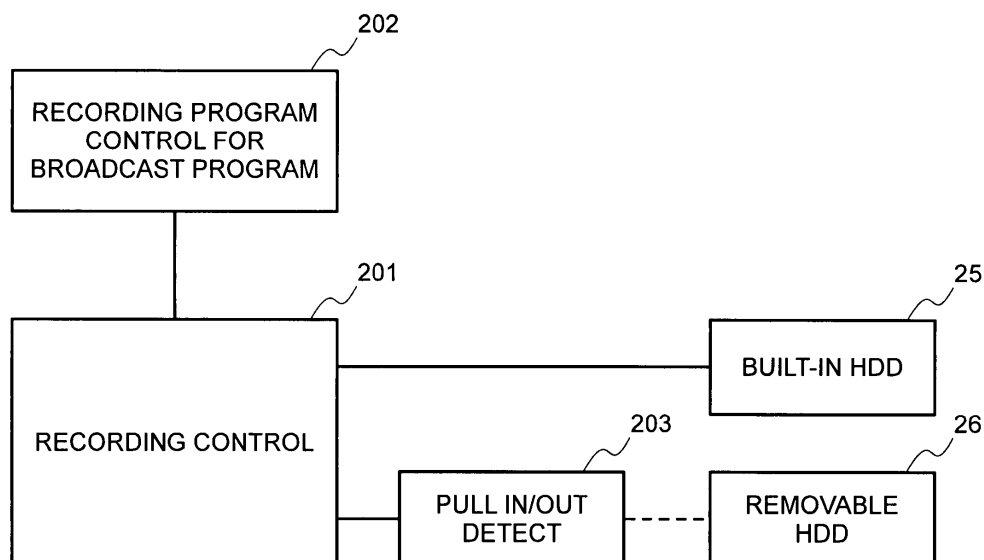 202
RECORDING PROGRAM
CONTROL FOR
BROADCAST PROGRAM
201
25
BUILT-IN HDD
RECORDING CONTROL
203
26
PULL IN/OUT
DETECT
REMOVABLE
HDD